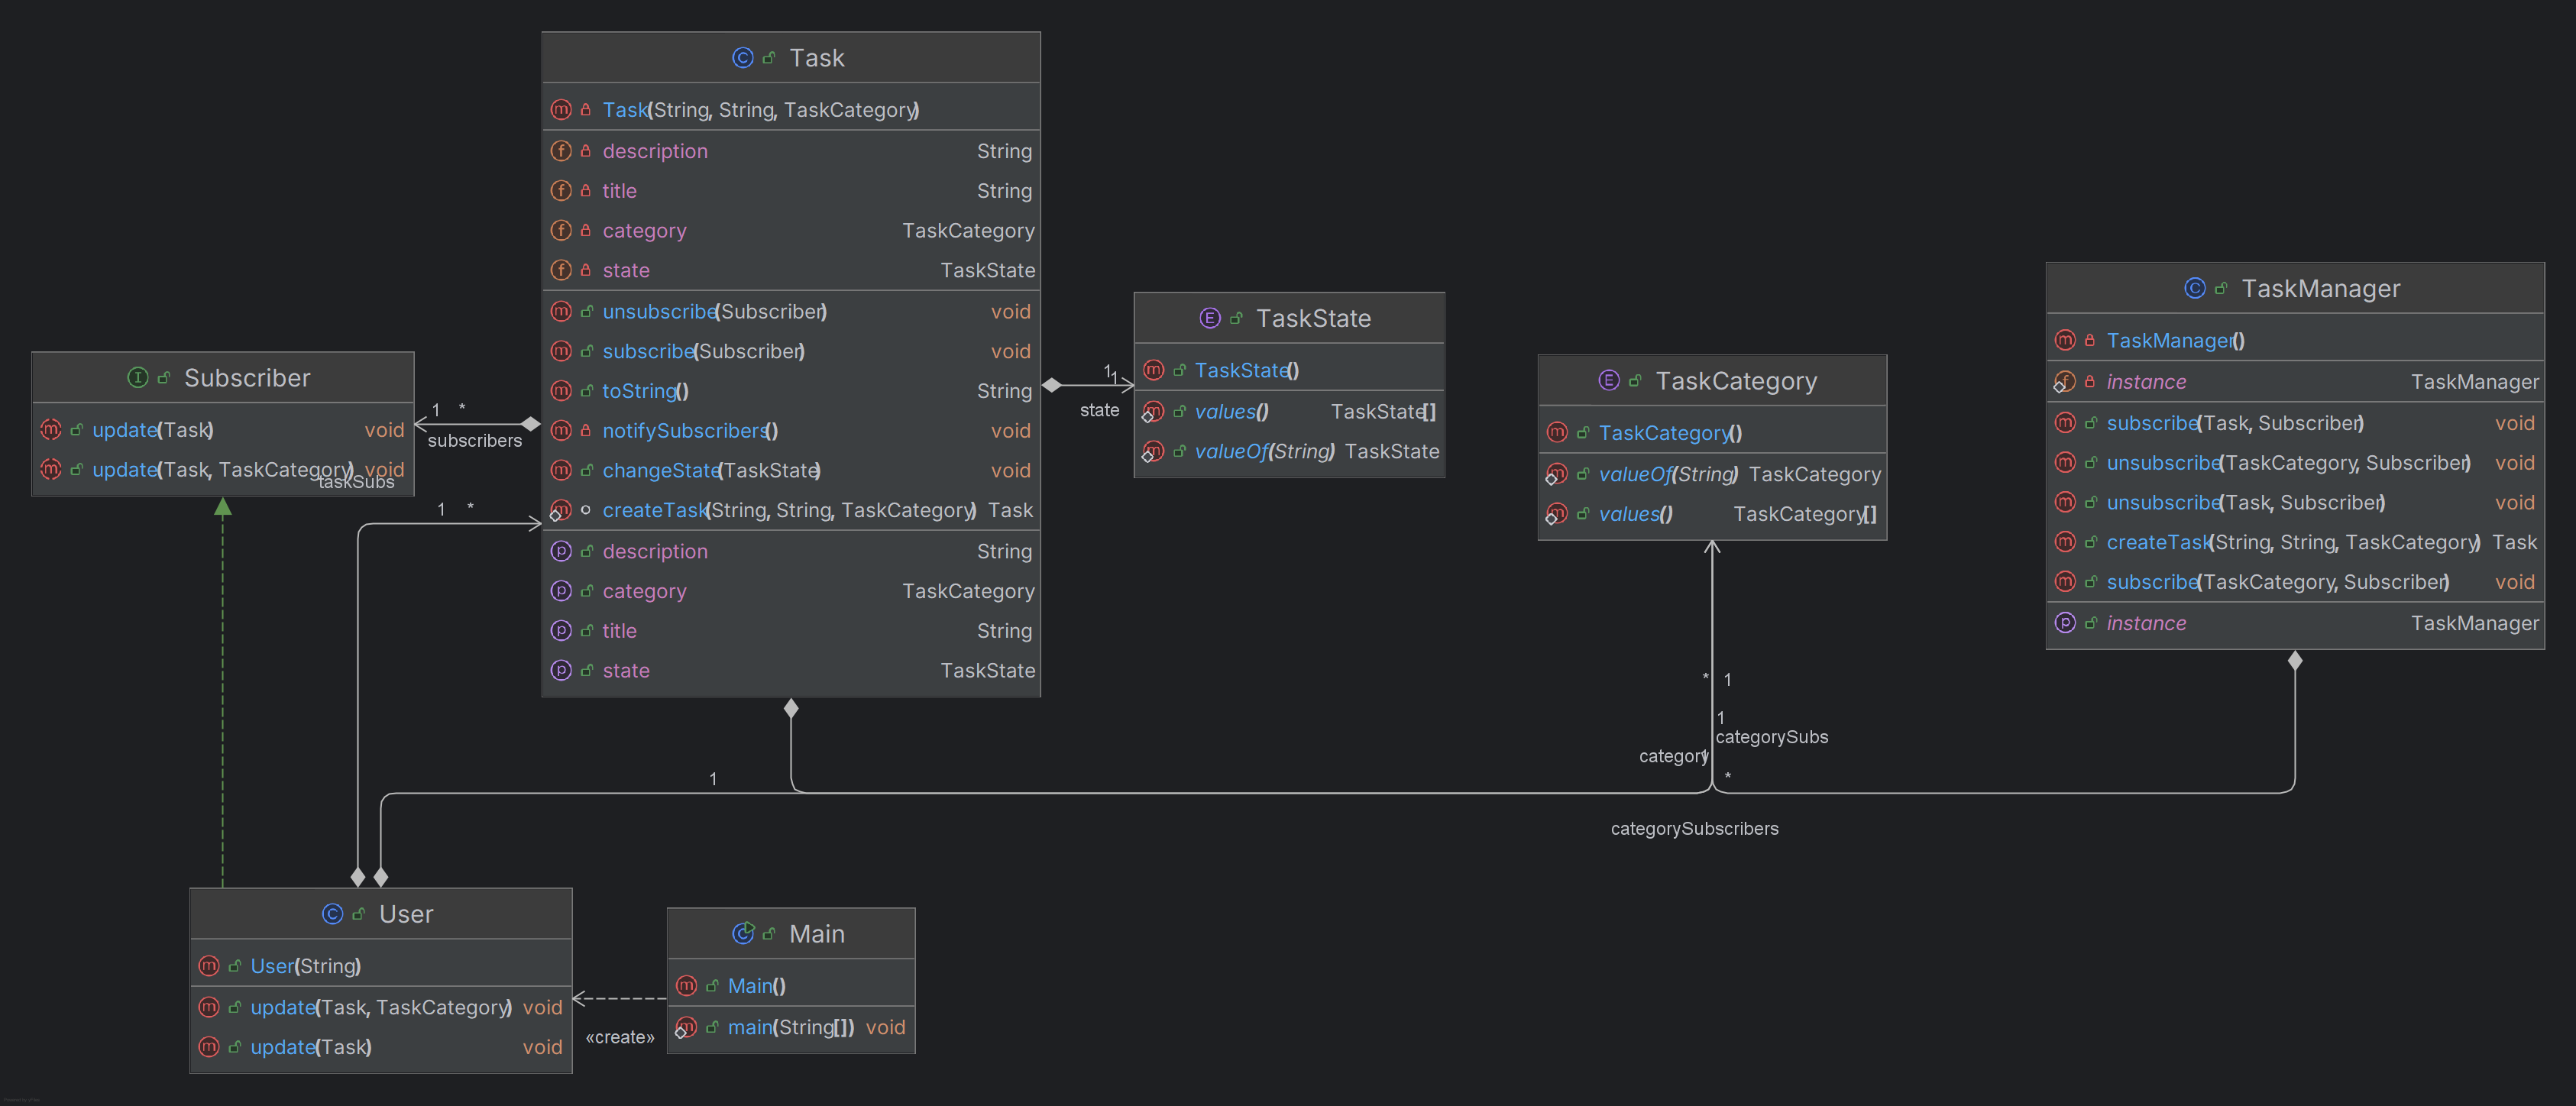 Task
Task(String, String, TaskCategory)
description String
title String
category TaskCategory
state TaskState
unsubscribe(Subscriber) void
subscribe(Subscriber) void
toString() String
notifySubscribers() void
changeState(TaskState) void
createTask(String, String, TaskCategory) Task
description String
category TaskCategory
title String
state TaskState
Subscriber
update(Task) void
update(Task, TaskCategory) void
taskSubs
1 *
subscribers
1 *
1
1
state
TaskState
TaskState()
values() TaskState[]
valueOf(String) TaskState
TaskCategory
TaskCategory()
valueOf(String) TaskCategory
values() TaskCategory[]
TaskManager
TaskManager()
instance TaskManager
subscribe(Task, Subscriber) void
unsubscribe(TaskCategory, Subscriber) void
unsubscribe(Task, Subscriber) void
createTask(String, String, TaskCategory) Task
subscribe(TaskCategory, Subscriber) void
instance TaskManager
* 1
1
categorySubs
category 1
1 *
categorySubscribers
User
User(String)
update(Task, TaskCategory) void
update(Task) void
«create»
Main
Main()
main(String[]) void